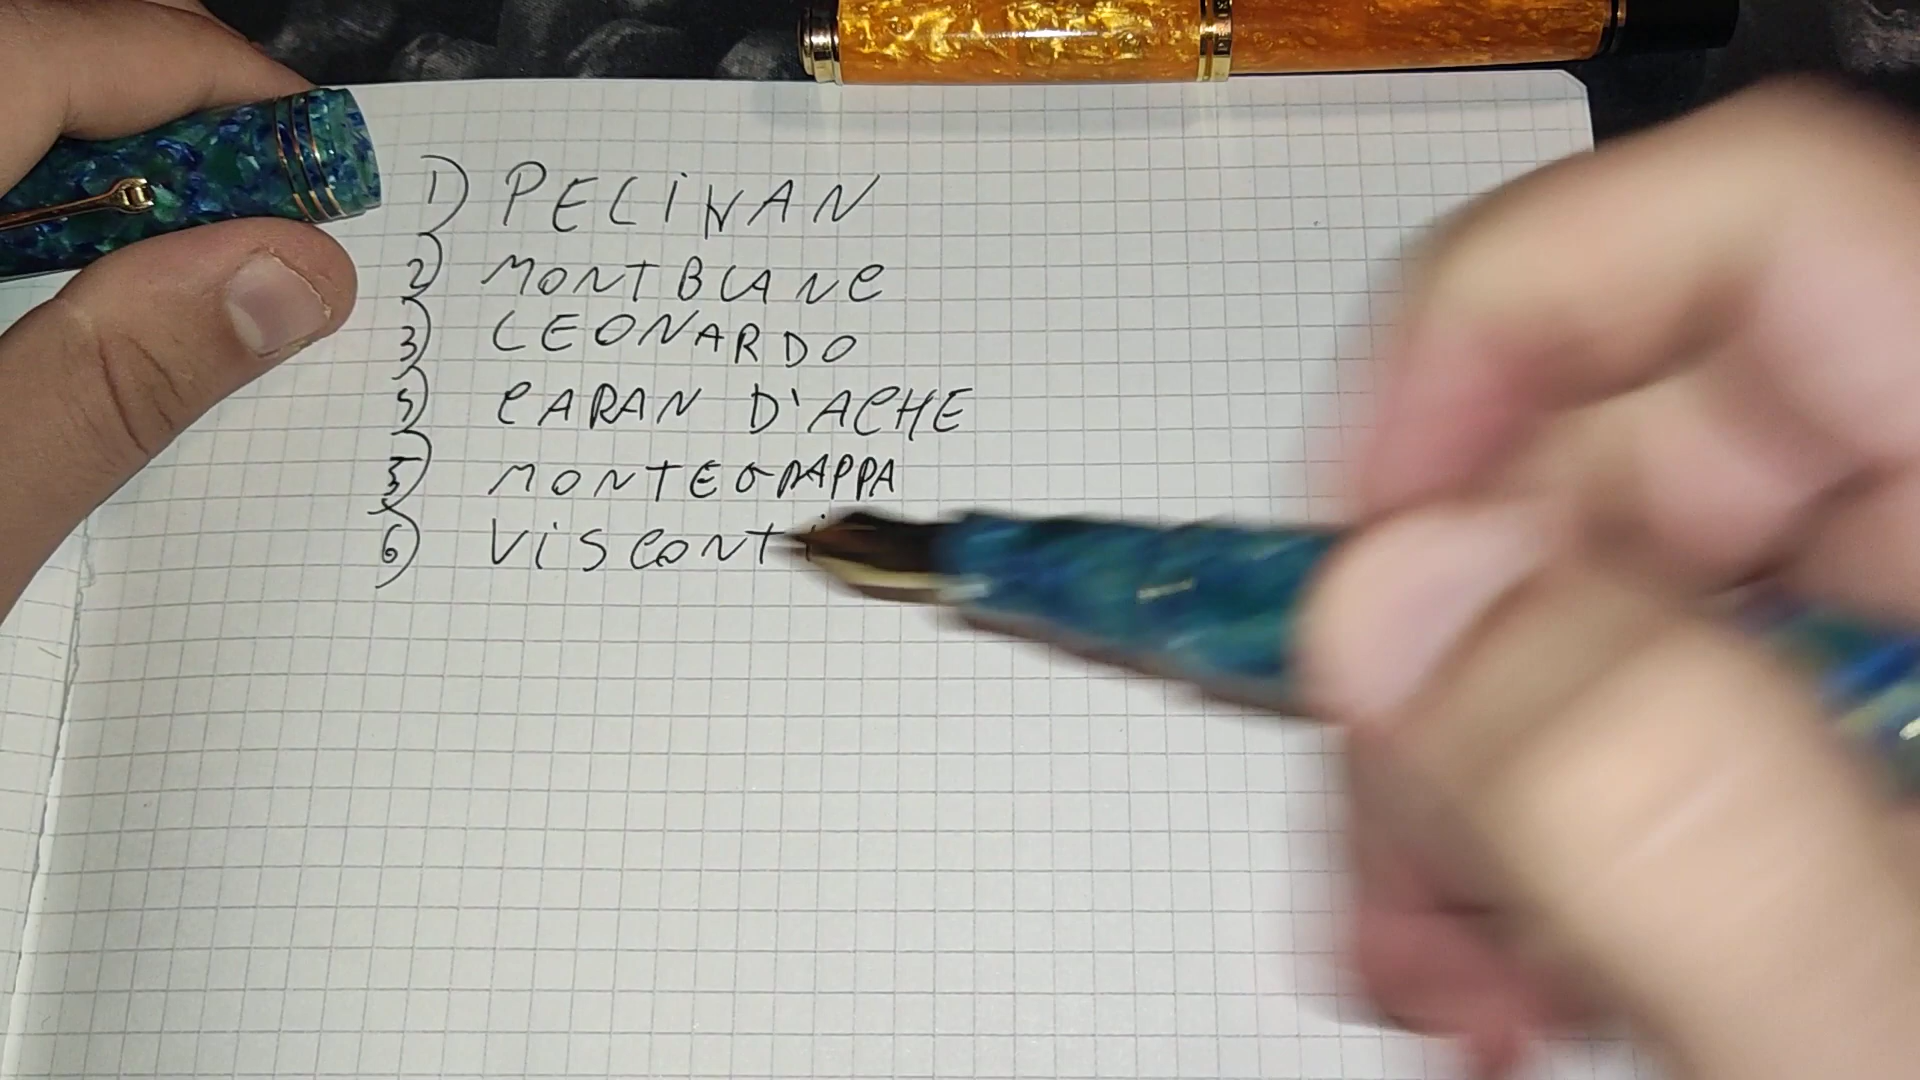 1) PELiKAN
2) MONTBLANC
3) LEONARDO
4) CARAN D'ACHE
5) MONTEGRAPPA
6) ViSCONTi